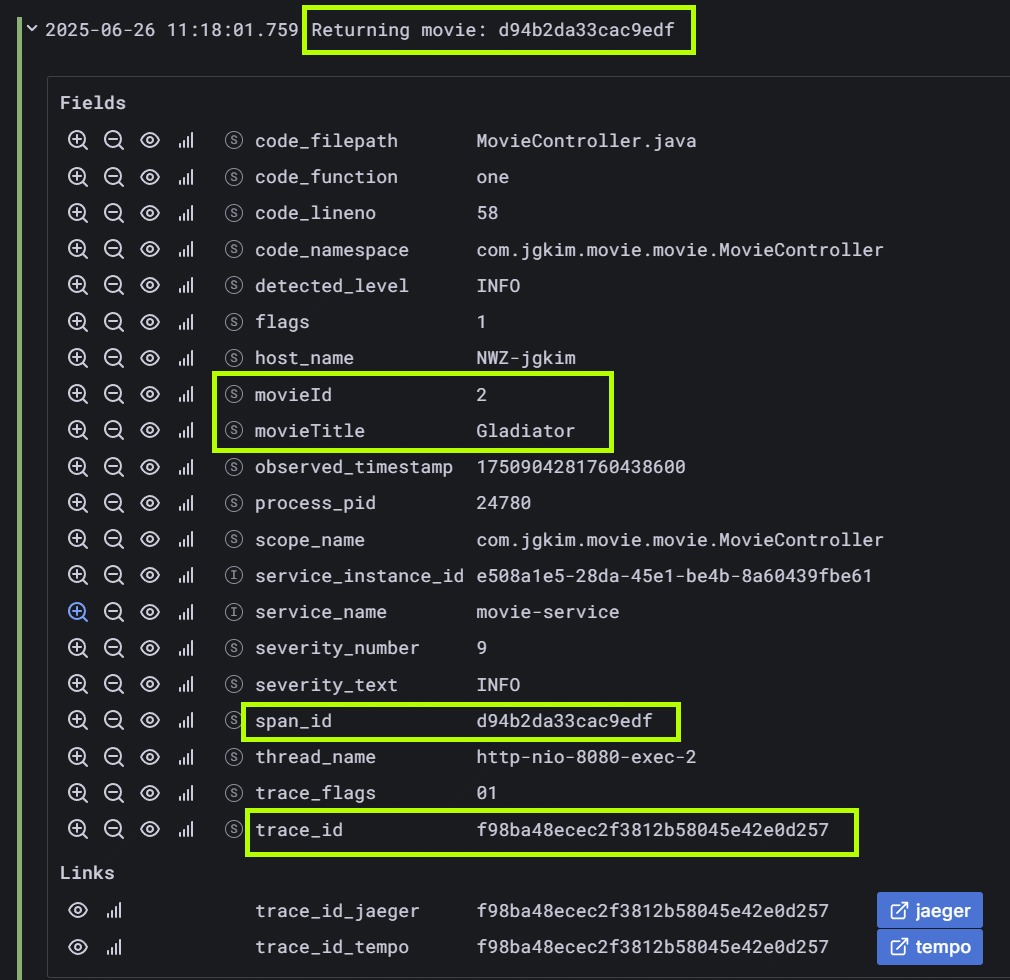 2025-06-26 11:18:01.759 Returning movie: d94b2da33cac9edf
Fields
S code_filepath MovieController.java
S code_function one
S code_lineno 58
S code_namespace com.jgkim.movie.movie.MovieController
S detected_level INFO
S flags 1
S host_name NWZ-jgkim
S movieId 2
S movieTitle Gladiator
S observed_timestamp 1750904281760438600
S process_pid 24780
S scope_name com.jgkim.movie.movie.MovieController
I service_instance_id e508a1e5-28da-45e1-be4b-8a60439fbe61
I service_name movie-service
S severity_number 9
S severity_text INFO
S span_id d94b2da33cac9edf
S thread_name http-nio-8080-exec-2
S trace_flags 01
S trace_id f98ba48ecec2f3812b58045e42e0d257
Links
trace_id_jaeger f98ba48ecec2f3812b58045e42e0d257 jaeger
trace_id_tempo f98ba48ecec2f3812b58045e42e0d257 tempo